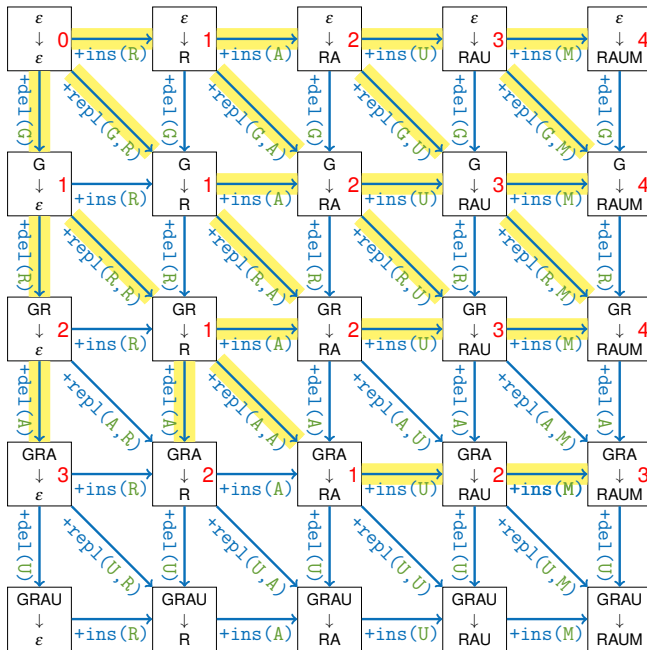 ε ε ε ε ε
↓ 0 ↓ 1 ↓ 2 ↓ 3 ↓ 4
ε +ins(R) R +ins(A) RA +ins(U) RAU +ins(M) RAUM
+del(G) +repl(G,R) +del(G) +repl(G,A) +del(G) +repl(G,U) +del(G) +repl(G,M) +del(G)
G G G G G
↓ 1 ↓ 1 ↓ 2 ↓ 3 ↓ 4
ε +ins(R) R +ins(A) RA +ins(U) RAU +ins(M) RAUM
+del(R) +repl(R,R) +del(R) +repl(R,A) +del(R) +repl(R,U) +del(R) +repl(R,M) +del(R)
GR GR GR GR GR
↓ 2 ↓ 1 ↓ 2 ↓ 3 ↓ 4
ε +ins(R) R +ins(A) RA +ins(U) RAU +ins(M) RAUM
+del(A) +repl(A,R) +del(A) +repl(A,A) +del(A) +repl(A,U) +del(A) +repl(A,M) +del(A)
GRA GRA GRA GRA GRA
↓ 3 ↓ 2 ↓ 1 ↓ 2 ↓ 3
ε +ins(R) R +ins(A) RA +ins(U) RAU +ins(M) RAUM
+del(U) +repl(U,R) +del(U) +repl(U,A) +del(U) +repl(U,U) +del(U) +repl(U,M) +del(U)
GRAU GRAU GRAU GRAU GRAU
↓ ↓ ↓ ↓ ↓
ε +ins(R) R +ins(A) RA +ins(U) RAU +ins(M) RAUM